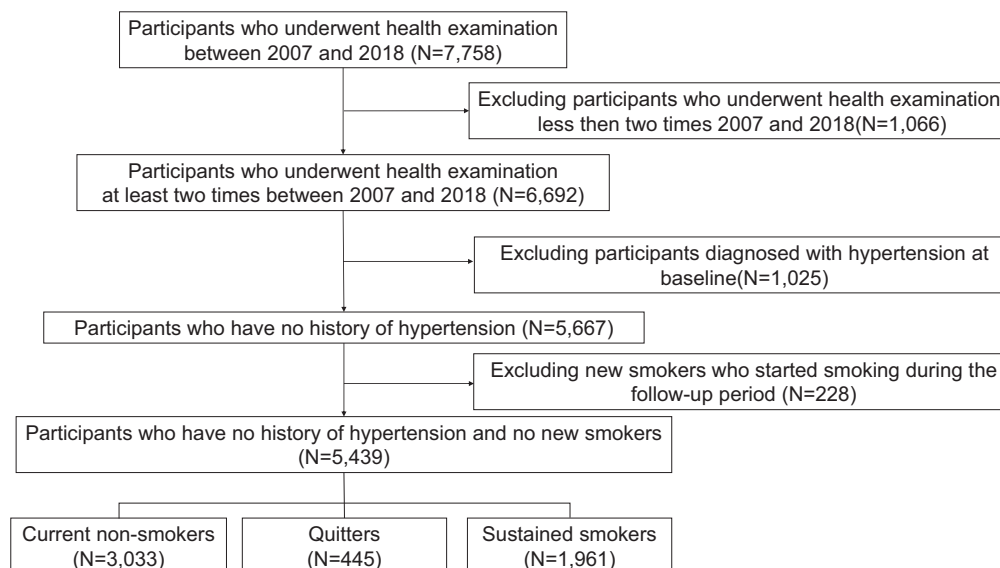 Participants who underwent health examination
between 2007 and 2018 (N=7,758)
Excluding participants who underwent health examination
less then two times 2007 and 2018(N=1,066)
Participants who underwent health examination
at least two times between 2007 and 2018 (N=6,692)
Excluding participants diagnosed with hypertension at
baseline(N=1,025)
Participants who have no history of hypertension (N=5,667)
Excluding new smokers who started smoking during the
follow-up period (N=228)
Participants who have no history of hypertension and no new smokers
(N=5,439)
Current non-smokers
(N=3,033)
Quitters
(N=445)
Sustained smokers
(N=1,961)